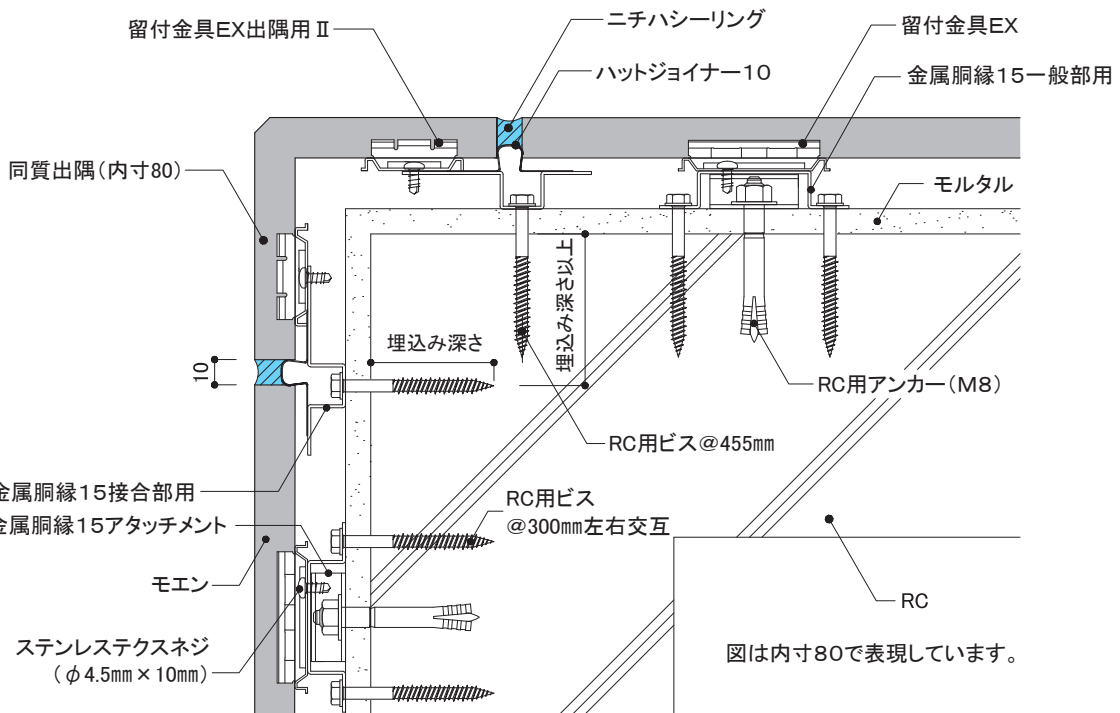 留付金具EX出隅用Ⅱ
ニチハシーリング
留付金具EX
ハットジョイナー10
金属胴縁15一般部用
同質出隅(内寸80)
モルタル
埋込み深さ以上
埋込み深さ
10
RC用アンカー(M8)
RC用ビス@455mm
金属胴縁15接合部用
RC用ビス
@300mm左右交互
金属胴縁15アタッチメント
モエン
RC
ステンレステクスネジ
(φ4.5mm×10mm)
図は内寸80で表現しています。